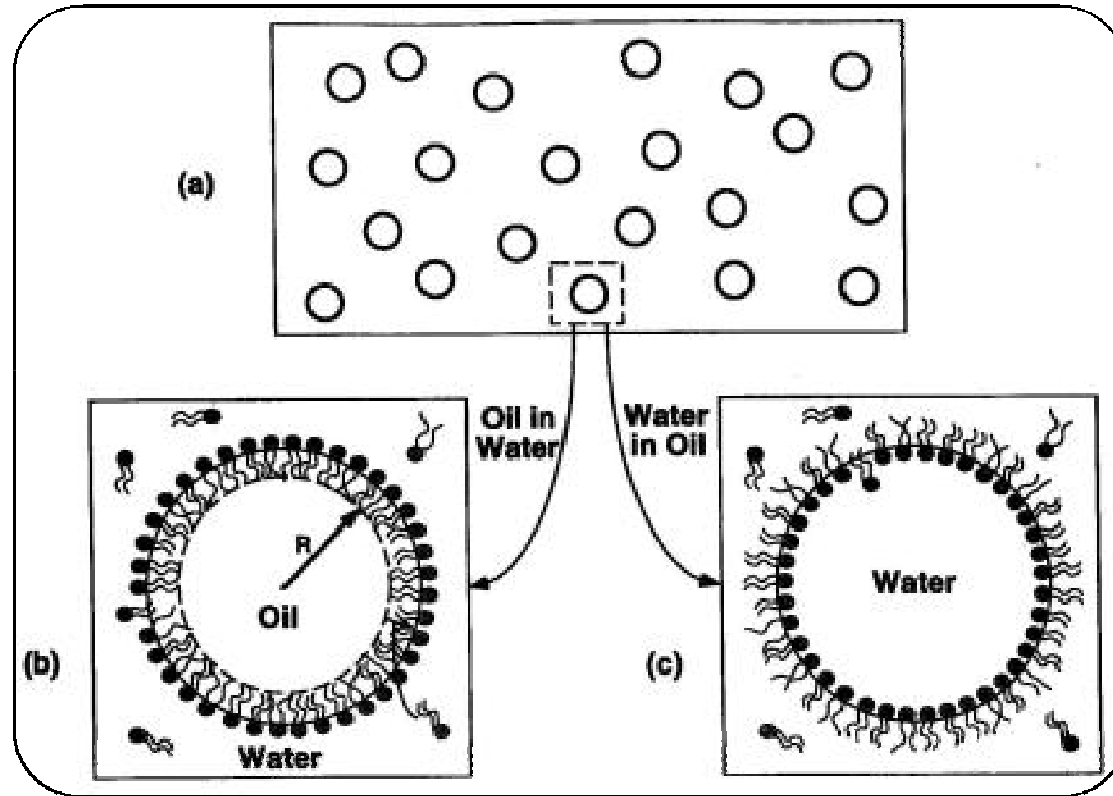 (a)
Oil in
Water
Water
in Oil
R
Oil
Water
(b)
Water
(c)